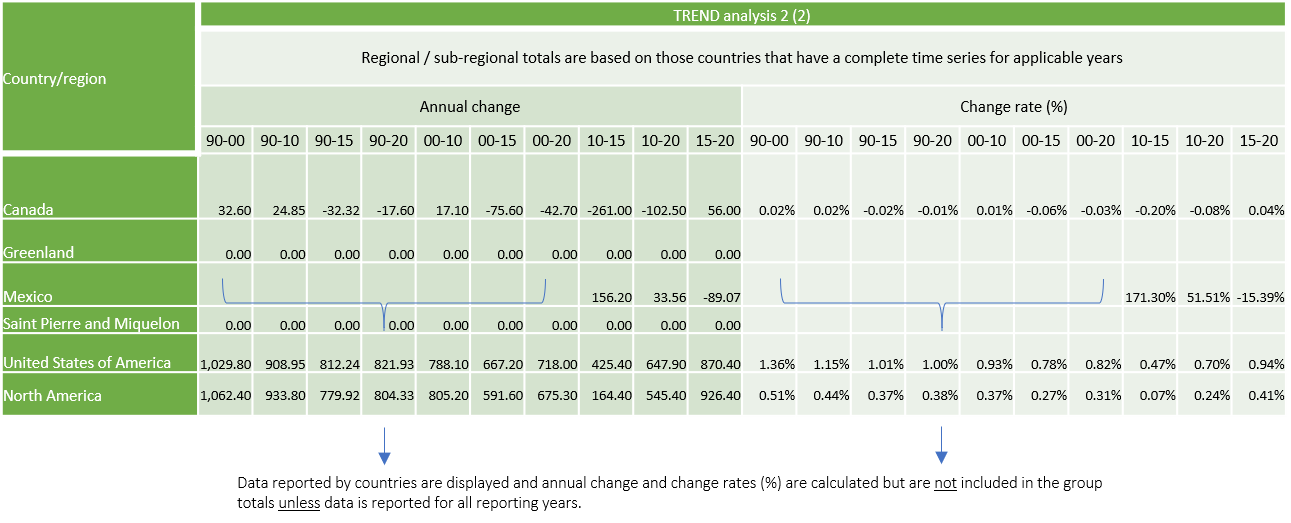 TREND analysis 2 (2)
Country/region
Regional / sub-regional totals are based on those countries that have a complete time series for applicable years
Annual change Change rate (%)
90-00 90-10 90-15 90-20 00-10 00-15 00-20 10-15 10-20 15-20 90-00 90-10 90-15 90-20 00-10 00-15 00-20 10-15 10-20 15-20
Canada 32.60 24.85 -32.32 -17.60 17.10 -75.60 -42.70 -261.00 -102.50 56.00 0.02% 0.02% -0.02% -0.01% 0.01% -0.06% -0.03% -0.20% -0.08% 0.04%
Greenland 0.00 0.00 0.00 0.00 0.00 0.00 0.00 0.00 0.00 0.00
Mexico 156.20 33.56 -89.07 171.30% 51.51% -15.39%
Saint Pierre and Miquelon 0.00 0.00 0.00 0.00 0.00 0.00 0.00 0.00 0.00 0.00
United States of America 1,029.80 908.95 812.24 821.93 788.10 667.20 718.00 425.40 647.90 870.40 1.36% 1.15% 1.01% 1.00% 0.93% 0.78% 0.82% 0.47% 0.70% 0.94%
North America 1,062.40 933.80 779.92 804.33 805.20 591.60 675.30 164.40 545.40 926.40 0.51% 0.44% 0.37% 0.38% 0.37% 0.27% 0.31% 0.07% 0.24% 0.41%
Data reported by countries are displayed and annual change and change rates (%) are calculated but are not included in the group
totals unless data is reported for all reporting years.